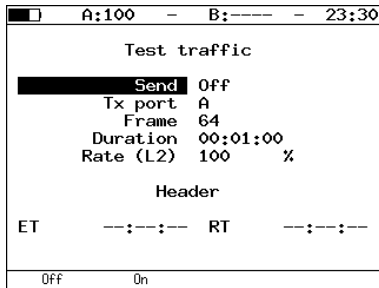 A:100 – B:---- – 23:30
Test traffic
Send Off
Tx port A
Frame 64
Duration 00:01:00
Rate (L2) 100 %
Header
ET --:--:-- RT --:--:--
Off On